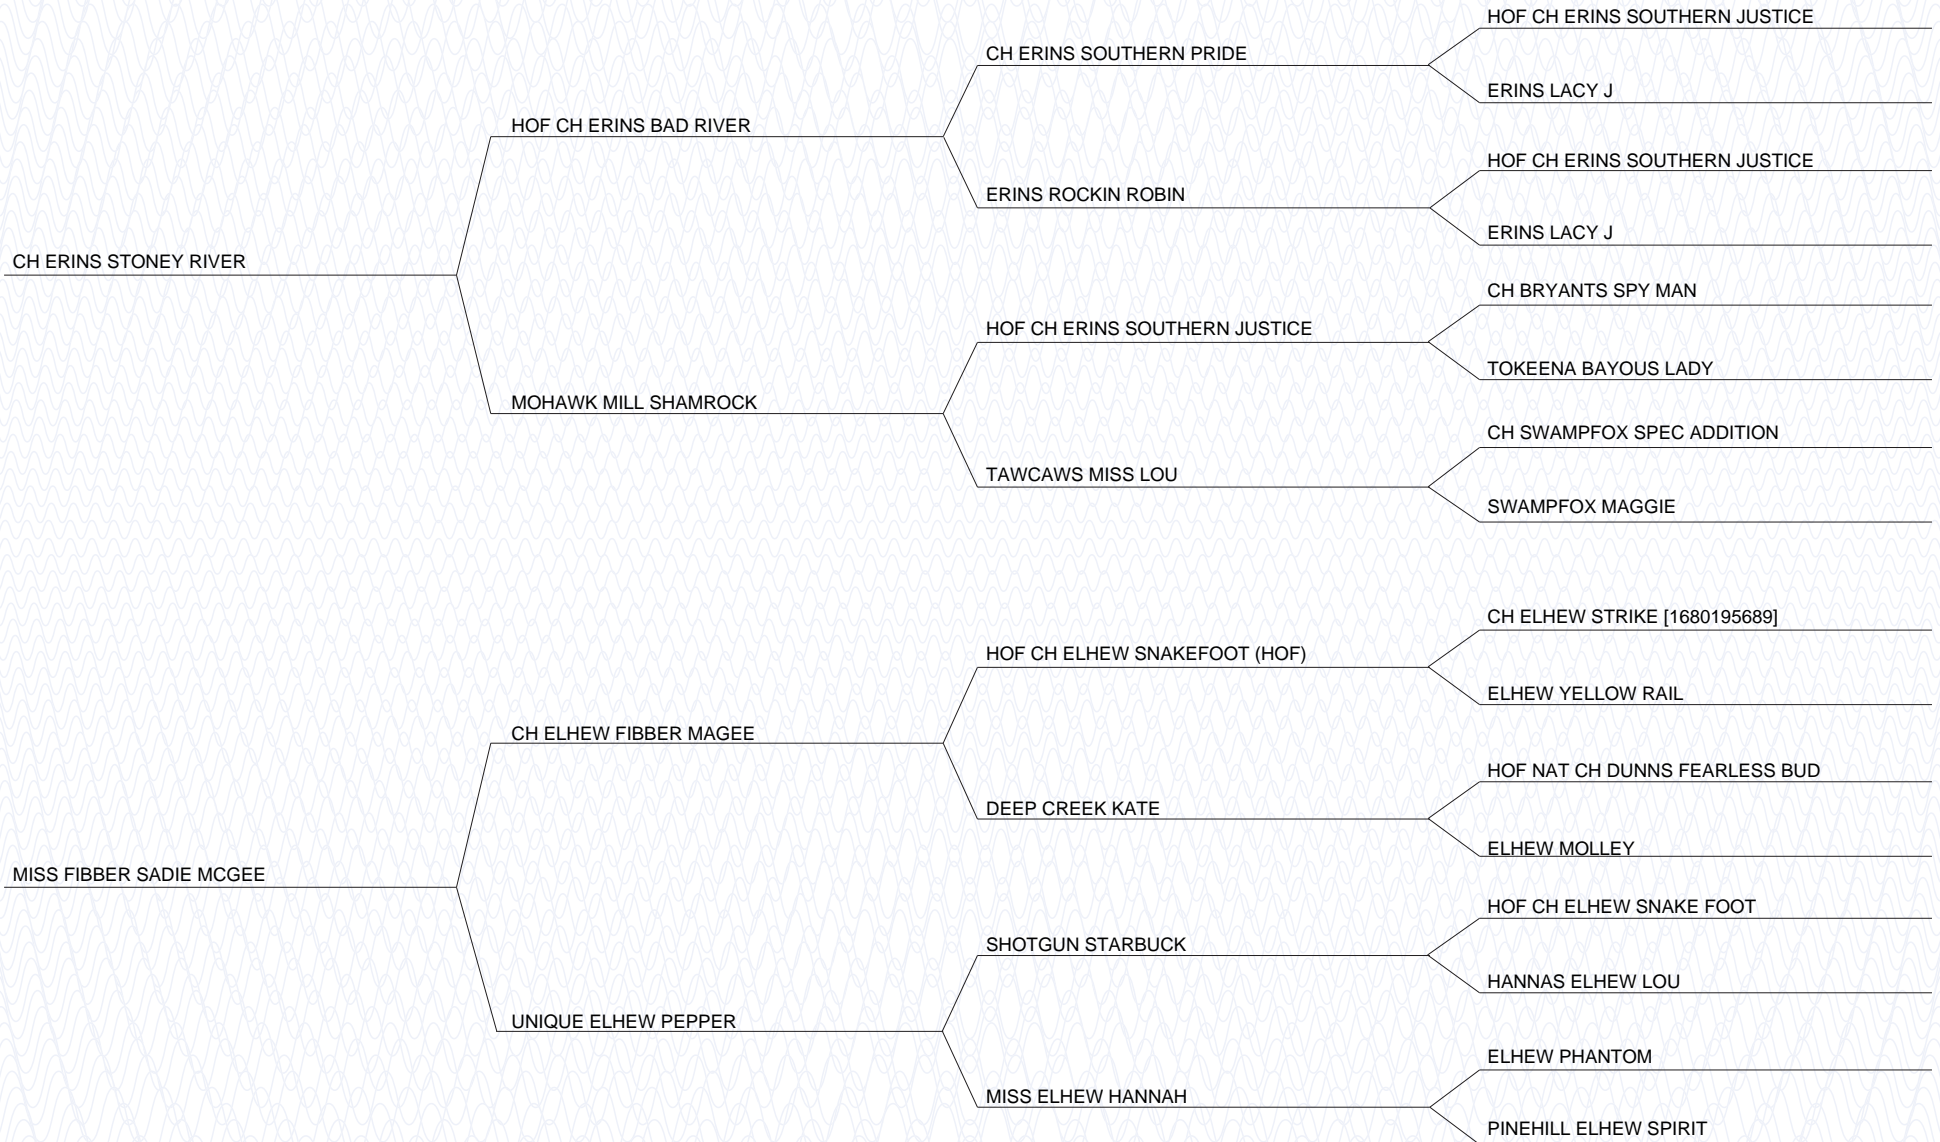 HOF CH ERINS SOUTHERN JUSTICE
CH ERINS SOUTHERN PRIDE
ERINS LACY J
HOF CH ERINS BAD RIVER
HOF CH ERINS SOUTHERN JUSTICE
ERINS ROCKIN ROBIN
ERINS LACY J
CH ERINS STONEY RIVER
CH BRYANTS SPY MAN
HOF CH ERINS SOUTHERN JUSTICE
TOKEENA BAYOUS LADY
MOHAWK MILL SHAMROCK
CH SWAMPFOX SPEC ADDITION
TAWCAWS MISS LOU
SWAMPFOX MAGGIE
CH ELHEW STRIKE [1680195689]
HOF CH ELHEW SNAKEFOOT (HOF)
ELHEW YELLOW RAIL
CH ELHEW FIBBER MAGEE
HOF NAT CH DUNNS FEARLESS BUD
DEEP CREEK KATE
ELHEW MOLLEY
MISS FIBBER SADIE MCGEE
HOF CH ELHEW SNAKE FOOT
SHOTGUN STARBUCK
HANNAS ELHEW LOU
UNIQUE ELHEW PEPPER
ELHEW PHANTOM
MISS ELHEW HANNAH
PINEHILL ELHEW SPIRIT